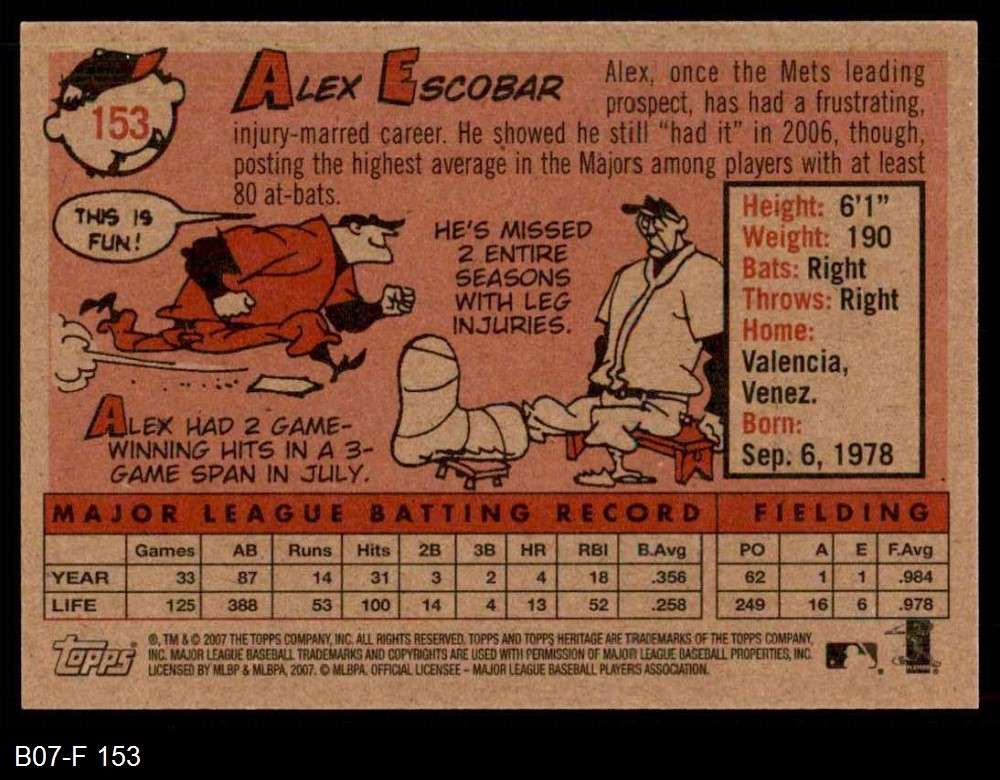 153
ALEX ESCOBAR
Alex, once the Mets leading
prospect, has had a frustrating,
injury-marred career. He showed he still "had it" in 2006, though,
posting the highest average in the Majors among players with at least
80 at-bats.
THIS IS
FUN!
HE'S MISSED
2 ENTIRE
SEASONS
WITH LEG
INJURIES.
ALEX HAD 2 GAME-
WINNING HITS IN A 3-
GAME SPAN IN JULY.
Height: 6'1"
Weight: 190
Bats: Right
Throws: Right
Home:
Valencia,
Venez.
Born:
Sep. 6, 1978
MAJOR LEAGUE BATTING RECORD FIELDING
Games AB Runs Hits 2B 3B HR RBI B.Avg PO A E F.Avg
YEAR 33 87 14 31 3 2 4 18 .356 62 1 1 .984
LIFE 125 388 53 100 14 4 13 52 .258 249 16 6 .978
Topps
®, TM & © 2007 THE TOPPS COMPANY, INC. ALL RIGHTS RESERVED. TOPPS AND TOPPS HERITAGE ARE TRADEMARKS OF THE TOPPS COMPANY,
INC. MAJOR LEAGUE BASEBALL TRADEMARKS AND COPYRIGHTS ARE USED WITH PERMISSION OF MAJOR LEAGUE BASEBALL PROPERTIES, INC.
LICENSED BY MLBP & MLBPA, 2007. © MLBPA. OFFICIAL LICENSEE – MAJOR LEAGUE BASEBALL PLAYERS ASSOCIATION.
B07-F 153